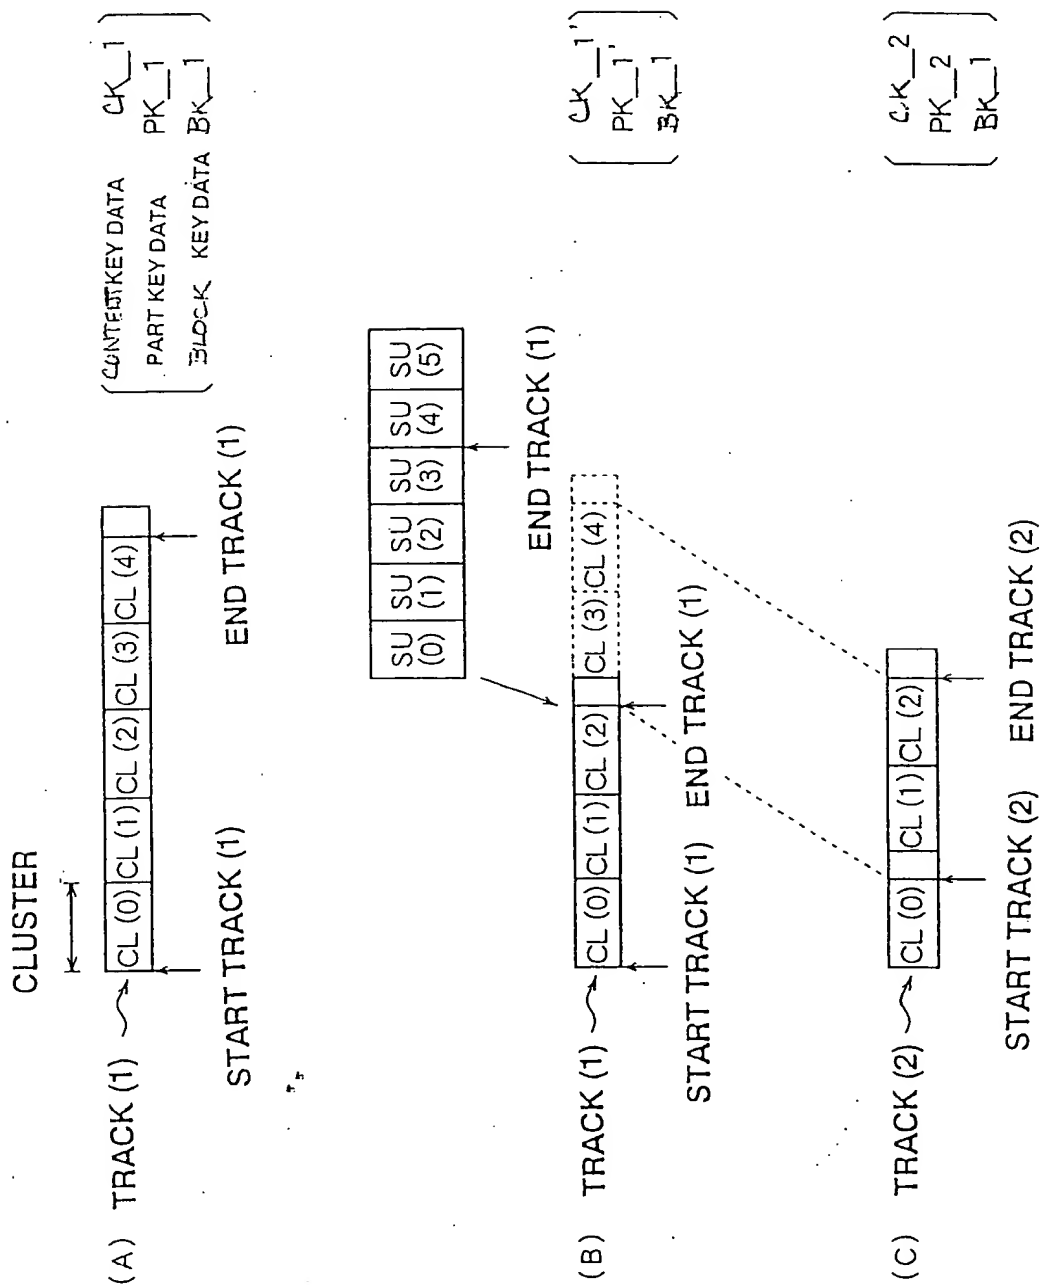 CLUSTER
(A) TRACK (1)
CL (0) CL (1) CL (2) CL (3) CL (4)
START TRACK (1) END TRACK (1)
CONTENT KEY DATA CK_1
PART KEY DATA PK_1
BLOCK KEY DATA BK_1
SU (0) SU (1) SU (2) SU (3) SU (4) SU (5)
END TRACK (1)
(B) TRACK (1)
CL (0) CL (1) CL (2) CL (3) CL (4)
START TRACK (1) END TRACK (1)
CK_1'
PK_1'
BK_1
(C) TRACK (2)
CL (0) CL (1) CL (2)
START TRACK (2) END TRACK (2)
CK_2
PK_2
BK_1